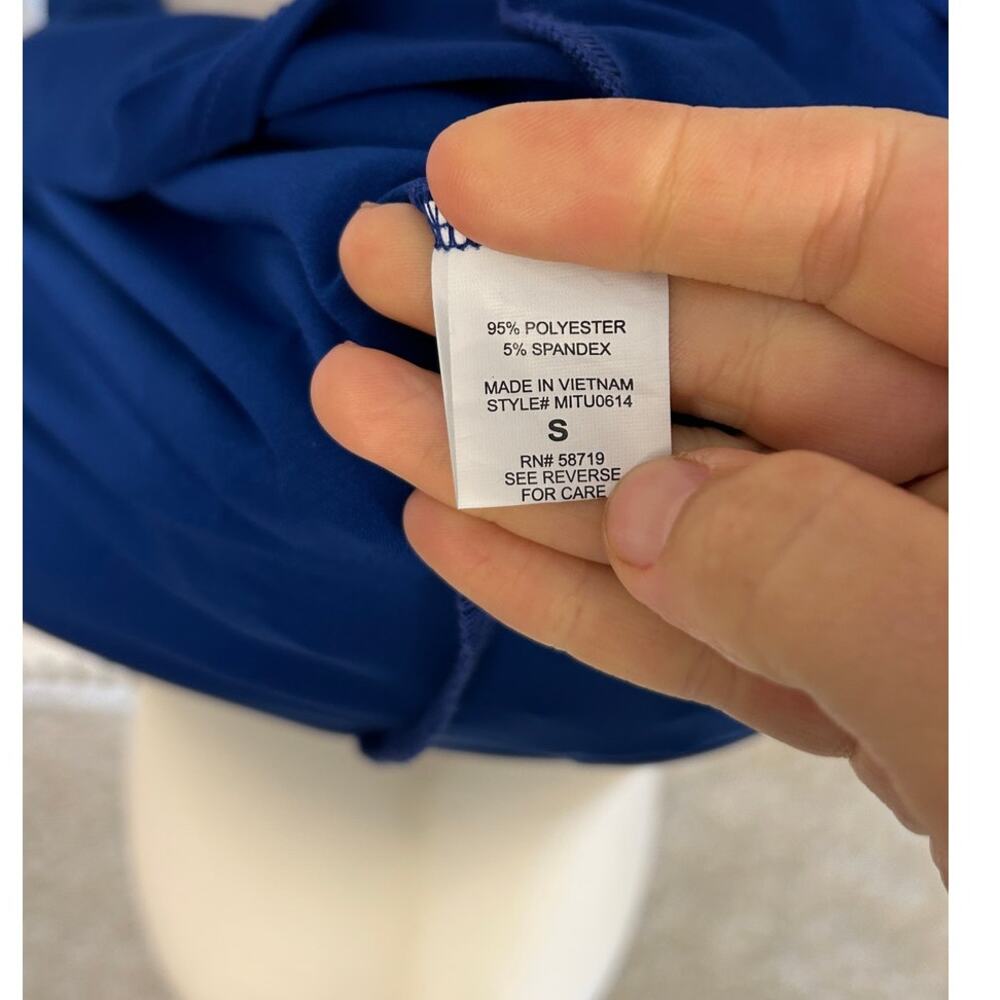 95% POLYESTER
5% SPANDEX
MADE IN VIETNAM
STYLE# MITU0614
S
RN# 58719
SEE REVERSE
FOR CARE